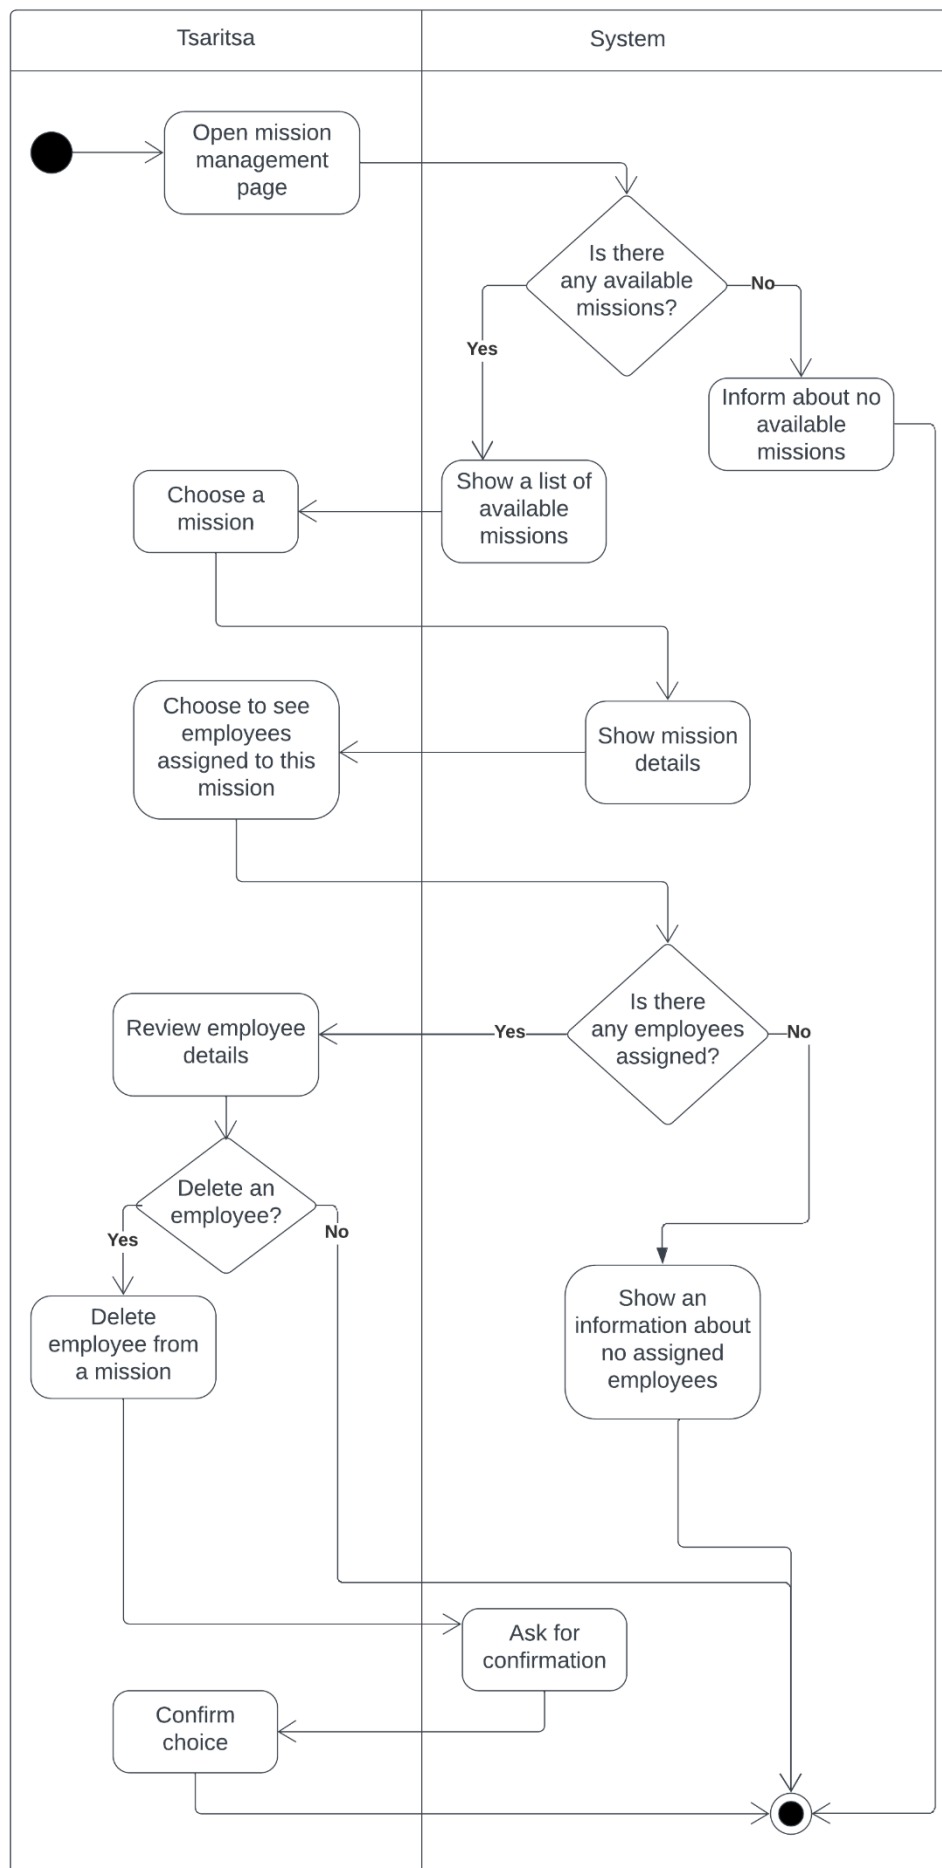 Tsaritsa
System
Open mission
management
page
Is there
any available
missions?
No
Yes
Inform about no
available
missions
Show a list of
available
missions
Choose a
mission
Choose to see
employees
assigned to this
mission
Show mission
details
Is there
any employees
assigned?
Yes
No
Review employee
details
Delete an
employee?
Yes
No
Delete
employee from
a mission
Show an
information about
no assigned
employees
Ask for
confirmation
Confirm
choice